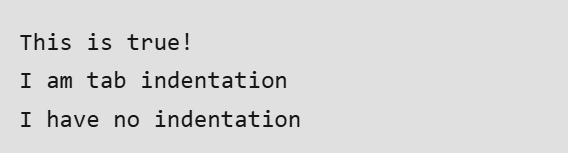 This is true!
I am tab indentation
I have no indentation